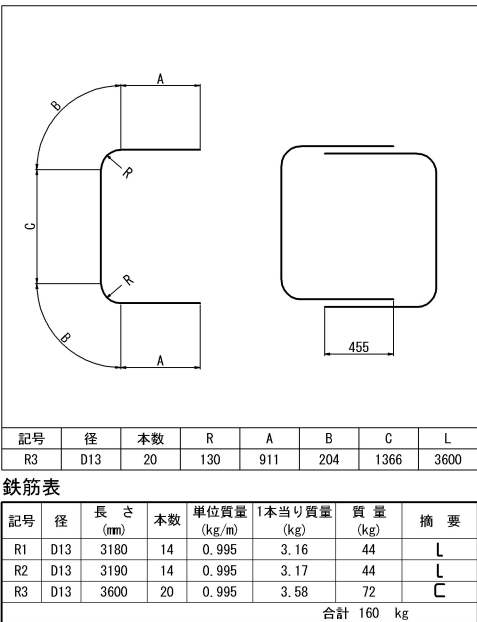 A
B
R
C
R
B
A
455
記号 径 本数 R A B C L
R3 D13 20 130 911 204 1366 3600
鉄筋表
記号 径 長さ(mm) 本数 単位質量(kg/m) 1本当り質量(kg) 質量(kg) 摘要
R1 D13 3180 14 0.995 3.16 44
R2 D13 3190 14 0.995 3.17 44
R3 D13 3600 20 0.995 3.58 72
合計 160 kg